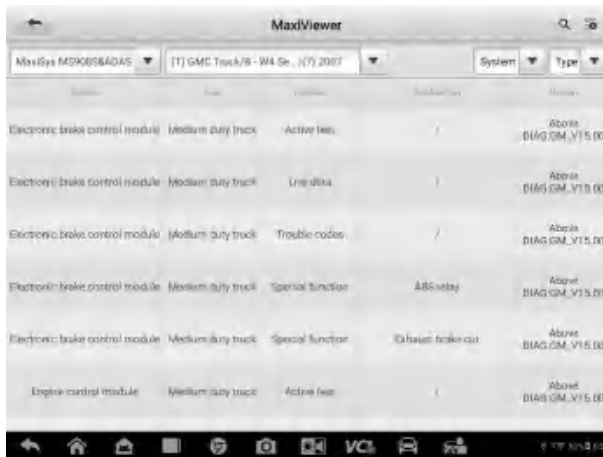 MaxiViewer
MaxiSys MS908S&ADAS
[1] GMC Truck/B - W4 Se.../(7) 2007
System
Type
Electronic brake control module Medium duty truck Active test / Above
DIAG:GM_V15.00
Electronic brake control module Medium duty truck Live data / Above
DIAG:GM_V15.00
Electronic brake control module Medium duty truck Trouble codes / Above
DIAG:GM_V15.00
Electronic brake control module Medium duty truck Special function ABS relay Above
DIAG:GM_V15.00
Electronic brake control module Medium duty truck Special function Exhaust brake cut Above
DIAG:GM_V15.00
Engine control module Medium duty truck Active test / Above
DIAG:GM_V15.00
VCI